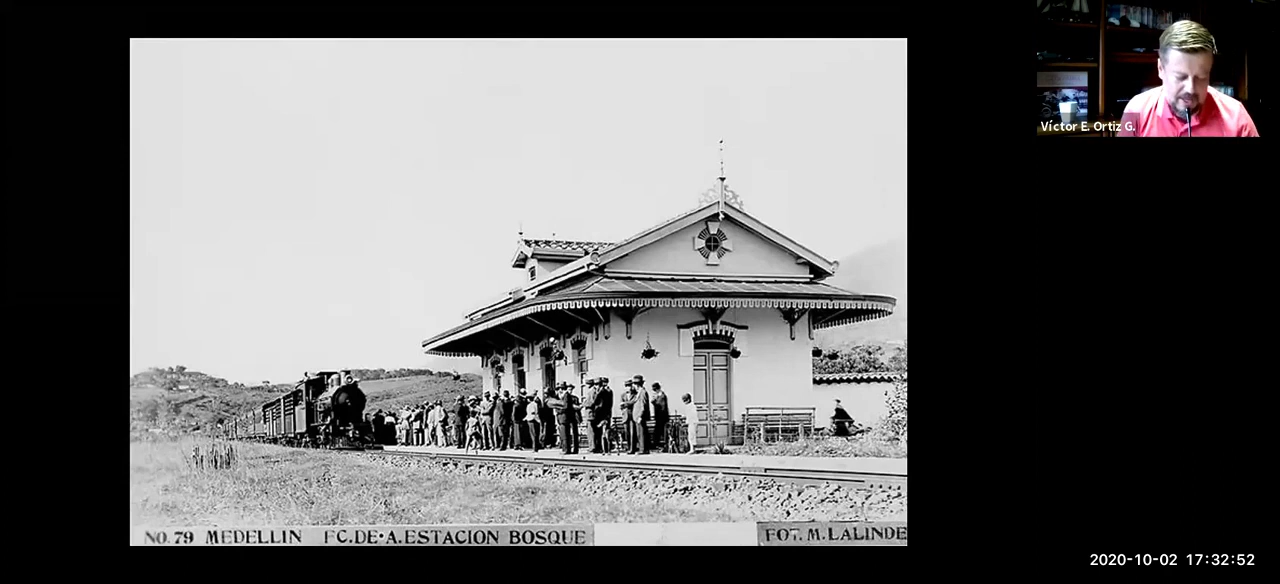 Víctor E. Ortiz G.
NO. 79 MEDELLIN FC.DE•A.ESTACION BOSQUE
FOT. M.LALINDE
2020-10-02 17:32:52